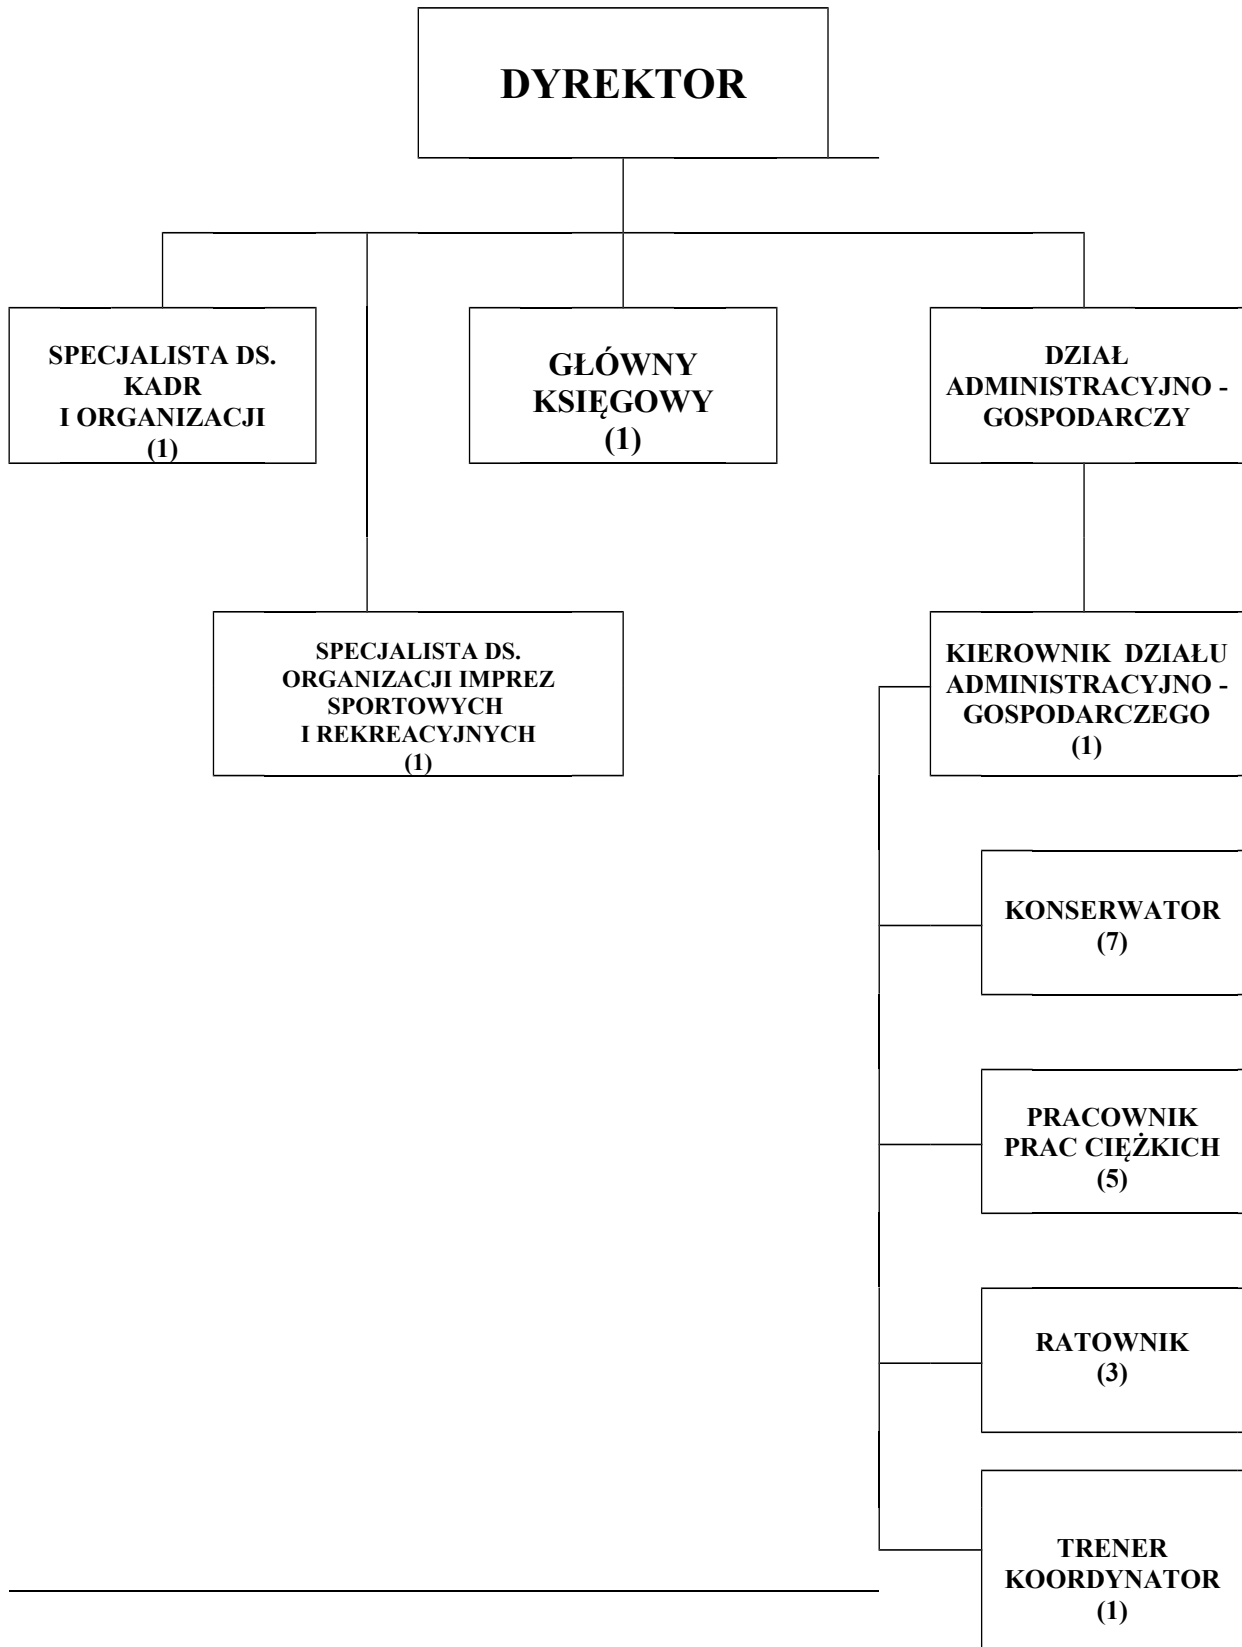 DYREKTOR
SPECJALISTA DS.
KADR
I ORGANIZACJI
(1)
GŁÓWNY
KSIĘGOWY
(1)
DZIAŁ
ADMINISTRACYJNO -
GOSPODARCZY
SPECJALISTA DS.
ORGANIZACJI IMPREZ
SPORTOWYCH
I REKREACYJNYCH
(1)
KIEROWNIK DZIAŁU
ADMINISTRACYJNO -
GOSPODARCZEGO
(1)
KONSERWATOR
(7)
PRACOWNIK
PRAC CIĘŻKICH
(5)
RATOWNIK
(3)
TRENER
KOORDYNATOR
(1)